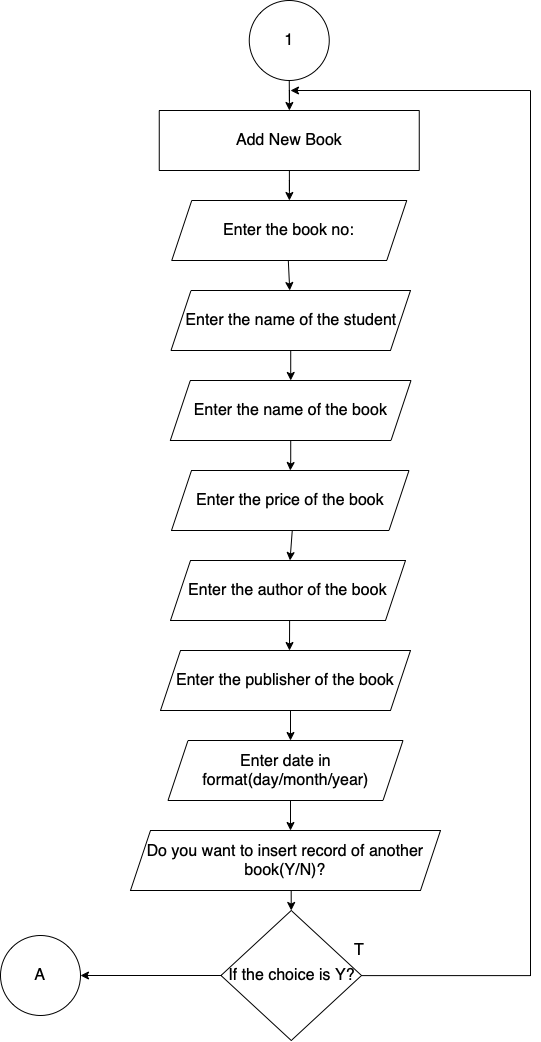 1
Add New Book
Enter the book no:
Enter the name of the student
Enter the name of the book
Enter the price of the book
Enter the author of the book
Enter the publisher of the book
Enter date in
format(day/month/year)
Do you want to insert record of another
book(Y/N)?
T
A
If the choice is Y?